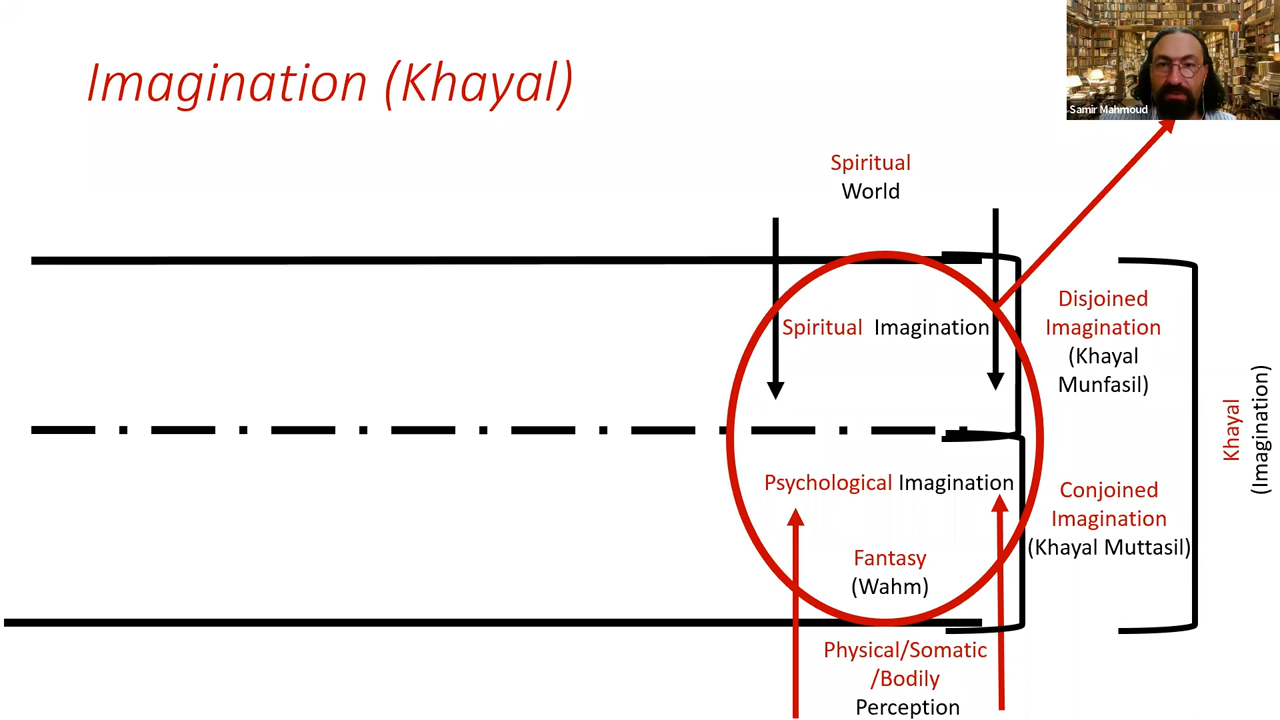 Imagination (Khayal)
Samir Mahmoud
Spiritual
World
Spiritual Imagination
Disjoined
Imagination
(Khayal
Munfasil)
Khayal
(Imagination)
Psychological Imagination
Conjoined
Imagination
(Khayal Muttasil)
Fantasy
(Wahm)
Physical/Somatic
/Bodily
Perception